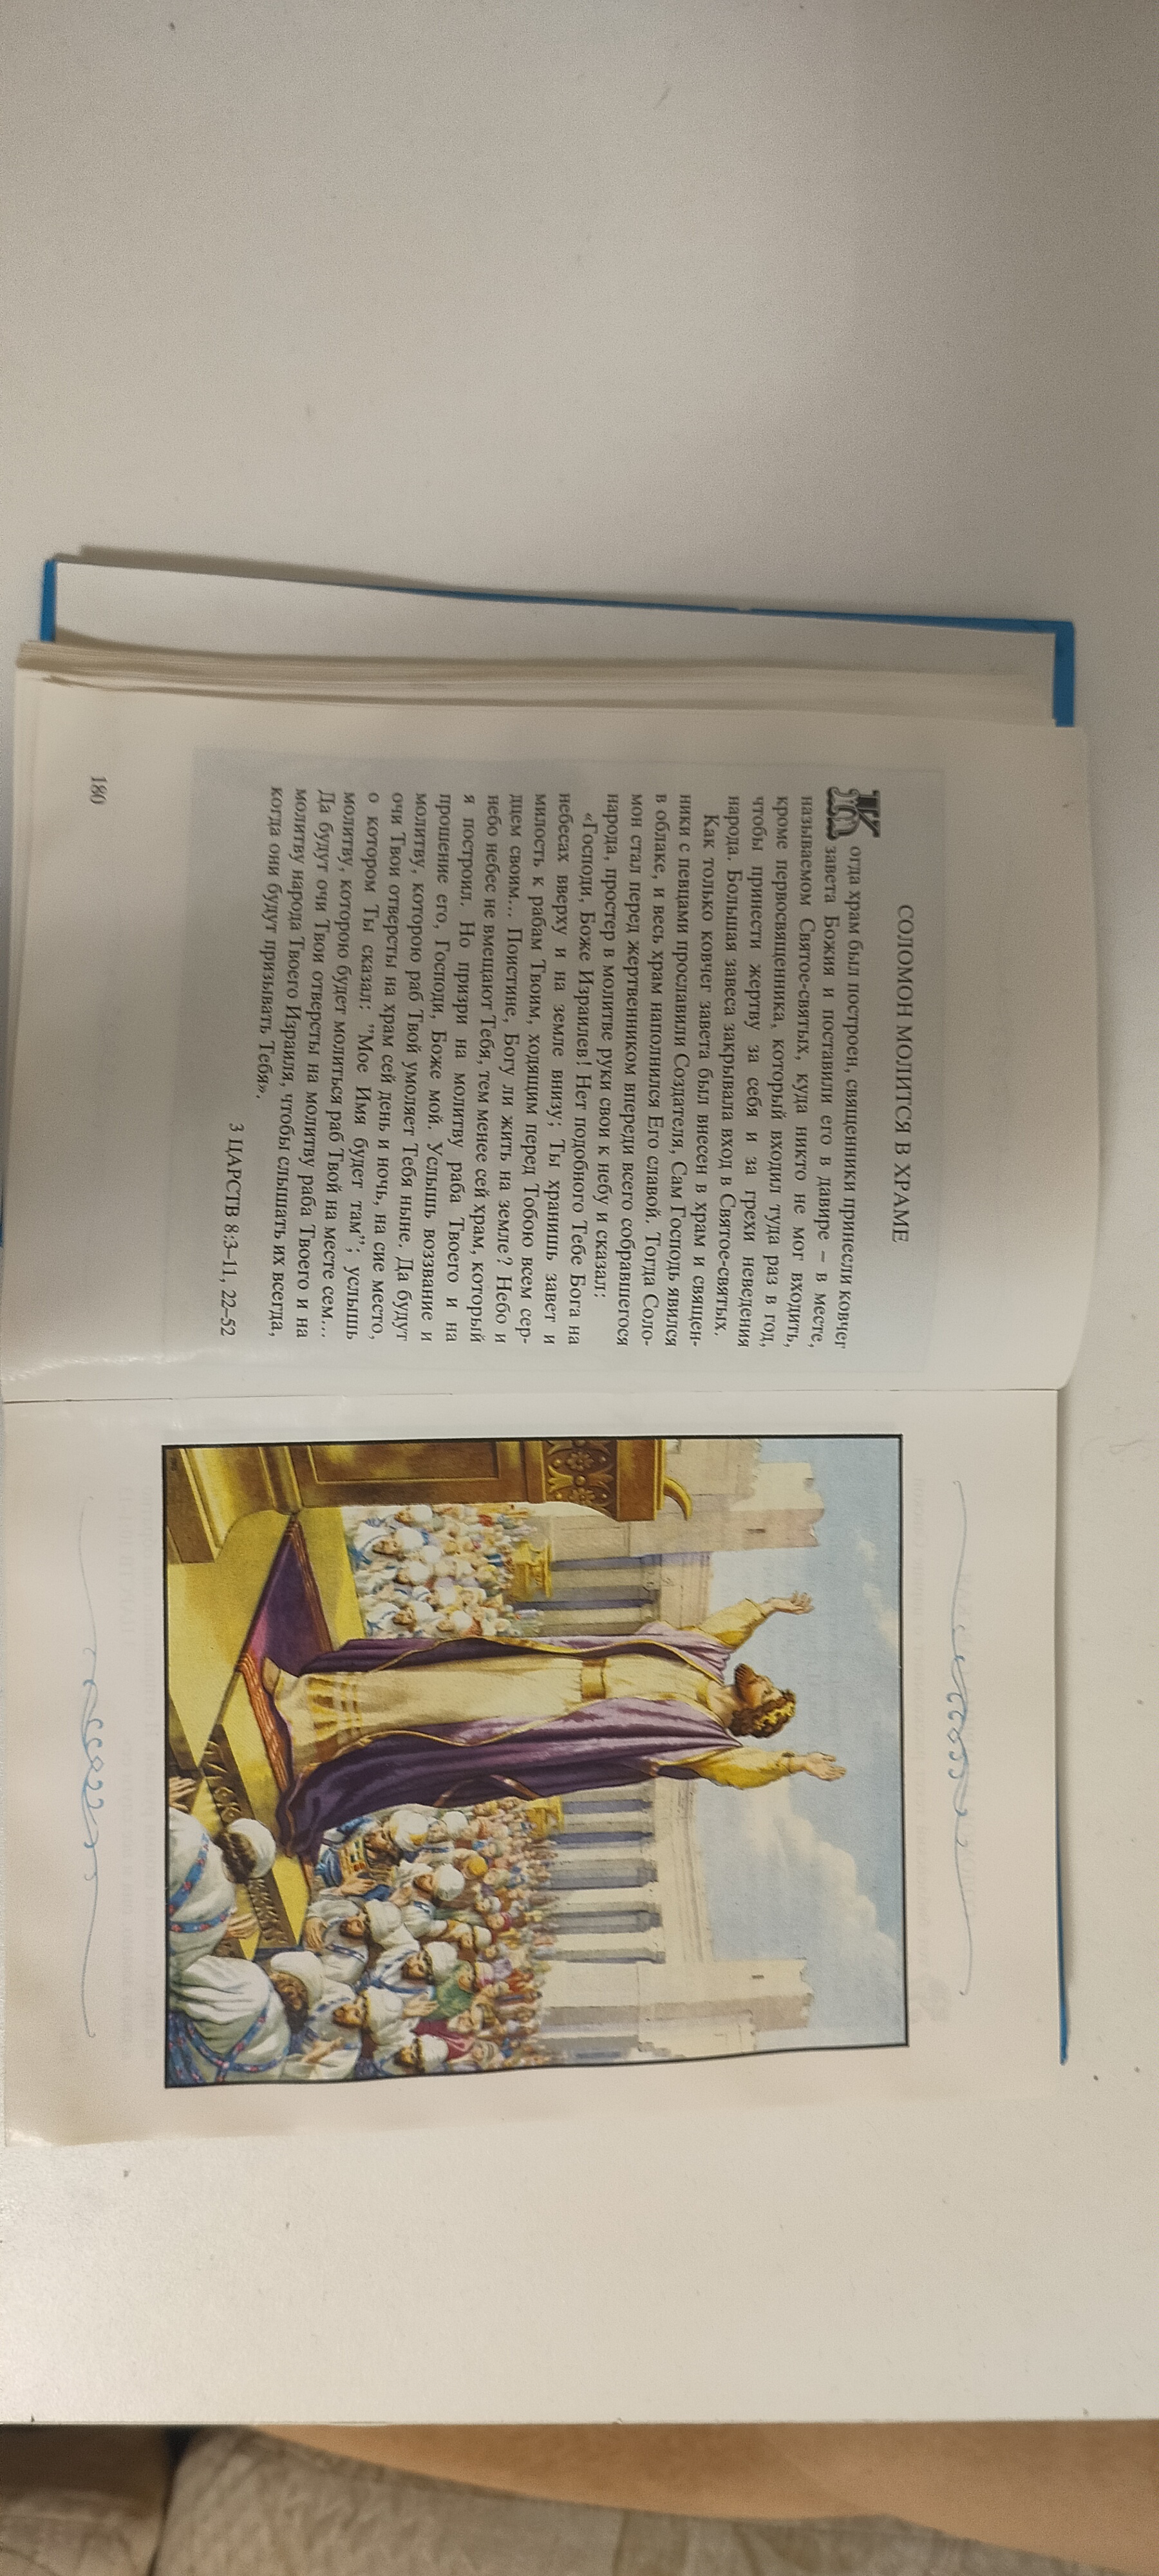 СОЛОМОН МОЛИТСЯ В ХРАМЕ
Когда храм был построен, священники принесли ковчег
завета Божия и поставили его в давире – в месте,
называемом Святое-святых, куда никто не мог входить,
кроме первосвященника, который входил туда раз в год,
чтобы принести жертву за себя и за грехи неведения
народа. Большая завеса закрывала вход в Святое-святых.
Как только ковчег завета был внесен в храм и священ-
ники с певцами прославили Создателя, Сам Господь явился
в облаке, и весь храм наполнился Его славой. Тогда Соло-
мон стал перед жертвенником впереди всего собравшегося
народа, простер в молитве руки свои к небу и сказал:
«Господи, Боже Израилев! Нет подобного Тебе Бога на
небесах вверху и на земле внизу; Ты хранишь завет и
милость к рабам Твоим, ходящим перед Тобою всем сер-
дцем своим... Поистине, Богу ли жить на земле? Небо и
небо небес не вмещают Тебя, тем менее сей храм, который
я построил. Но призри на молитву раба Твоего и на
прошение его, Господи, Боже мой. Услышь воззвание и
молитву, которою раб Твой умоляет Тебя ныне. Да будут
очи Твои отверсты на храм сей день и ночь, на сие место,
о котором Ты сказал: ”Мое Имя будет там”; услышь
молитву, которою будет молиться раб Твой на месте сем...
Да будут очи Твои отверсты на молитву раба Твоего и на
молитву народа Твоего Израиля, чтобы слышать их всегда,
когда они будут призывать Тебя».
3 ЦАРСТВ 8:3–11, 22–52
180